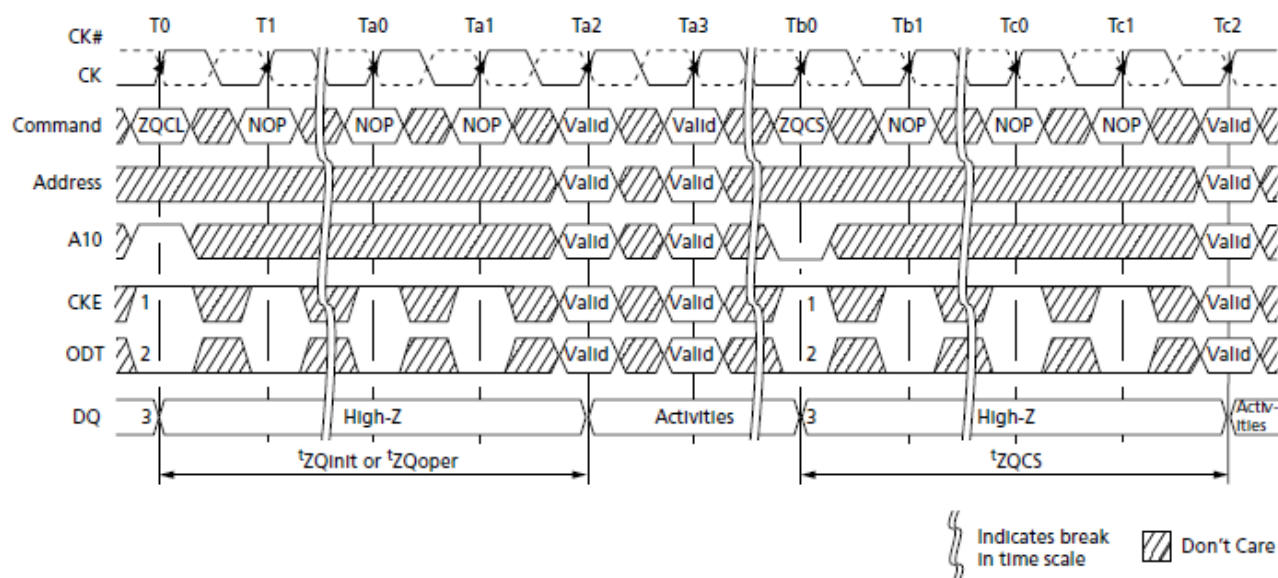 T0 T1 Ta0 Ta1 Ta2 Ta3 Tb0 Tb1 Tc0 Tc1 Tc2
CK#
CK
Command ZQCL NOP NOP NOP Valid Valid ZQCS NOP NOP NOP Valid
Address Valid Valid Valid
A10 Valid Valid Valid
CKE 1 Valid Valid 1 Valid
ODT 2 Valid Valid 2 Valid
DQ 3 High-Z Activities 3 High-Z Activ-
ities
tZQinit or tZQoper tZQCS
Indicates break
in time scale
Don't Care